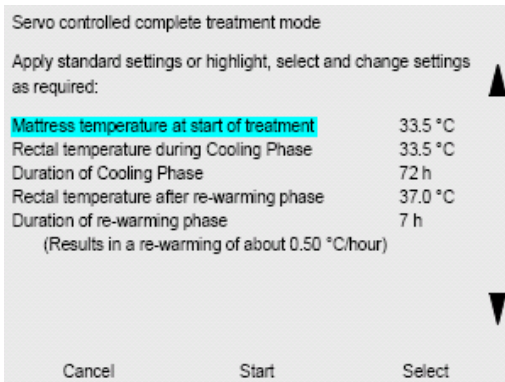 Servo controlled complete treatment mode
Apply standard settings or highlight, select and change settings
as required:
Mattress temperature at start of treatment 33.5 °C
Rectal temperature during Cooling Phase 33.5 °C
Duration of Cooling Phase 72 h
Rectal temperature after re-warming phase 37.0 °C
Duration of re-warming phase 7 h
(Results in a re-warming of about 0.50 °C/hour)
Cancel Start Select